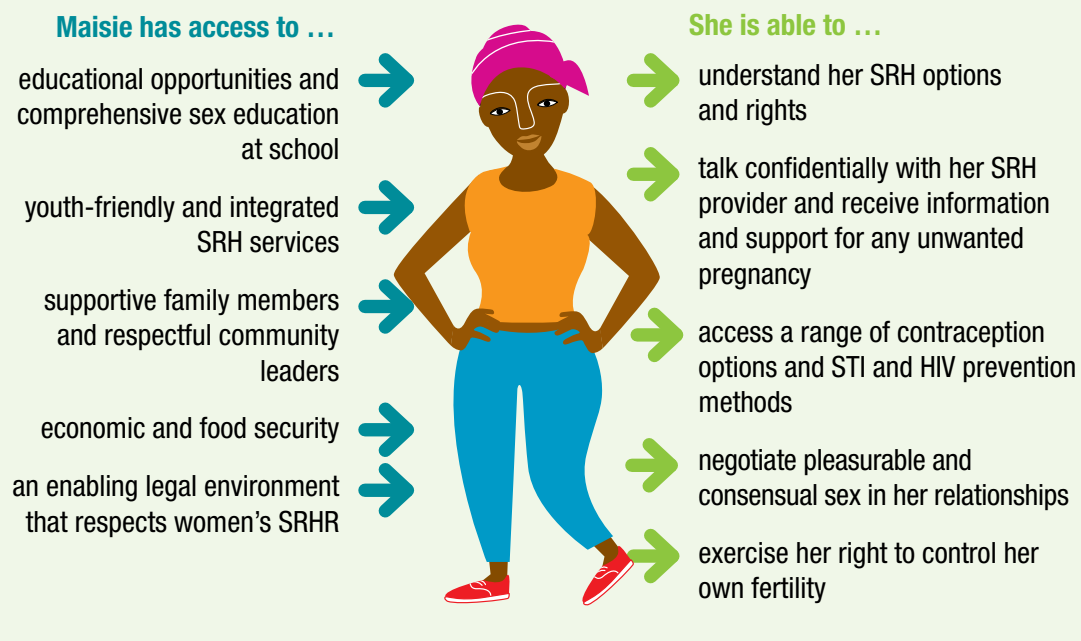 Maisie has access to …
educational opportunities and
comprehensive sex education
at school
youth-friendly and integrated
SRH services
supportive family members
and respectful community
leaders
economic and food security
an enabling legal environment
that respects women’s SRHR
She is able to …
understand her SRH options
and rights
talk confidentially with her SRH
provider and receive information
and support for any unwanted
pregnancy
access a range of contraception
options and STI and HIV prevention
methods
negotiate pleasurable and
consensual sex in her relationships
exercise her right to control her
own fertility